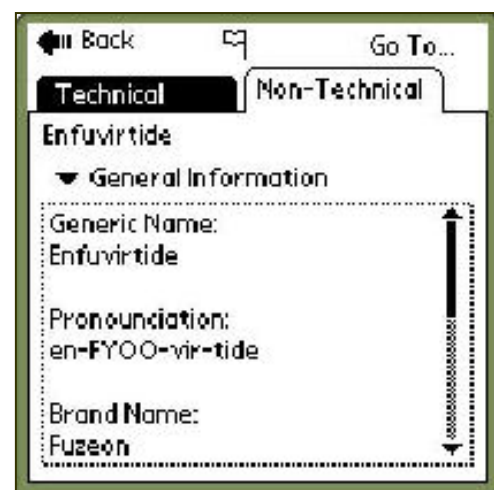 Back
Go To...
Technical
Non-Technical
Enfuvirtide
General Information
Generic Name:
Enfuvirtide
Pronounciation:
en-FYOO-vir-tide
Brand Name:
Fuzeon